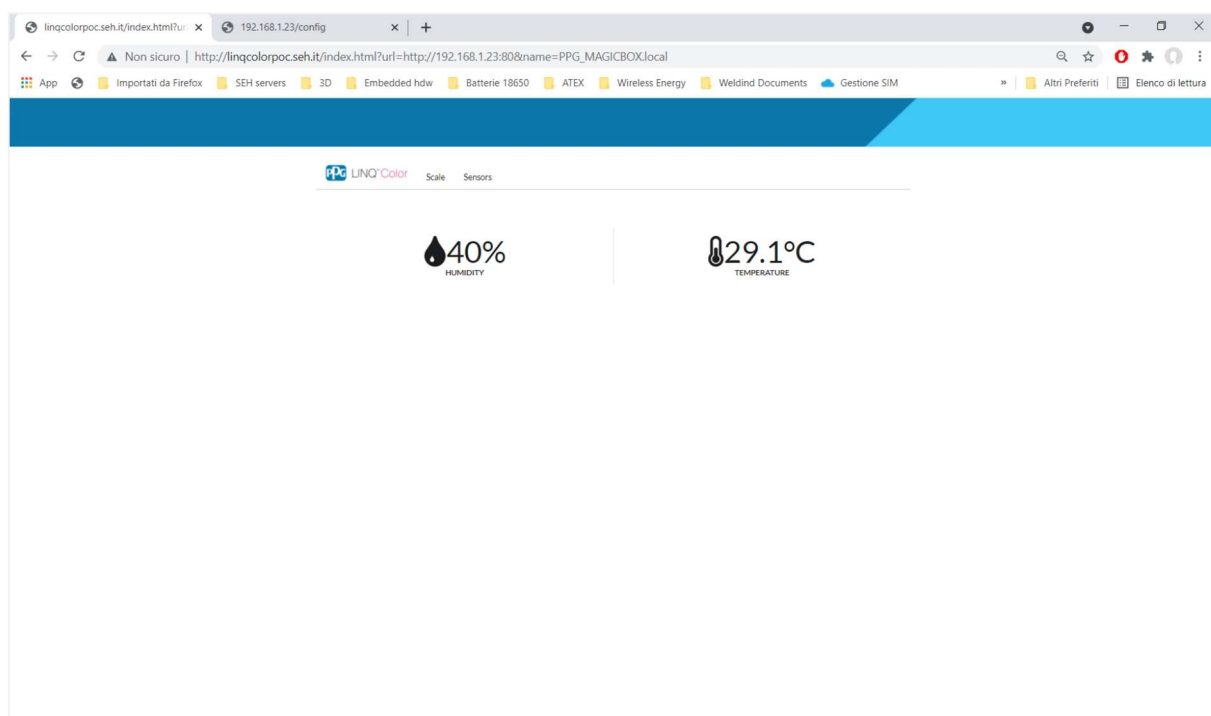 linqcolorpoc.seh.it/index.html?ur
192.168.1.23/config
Non sicuro | http://linqcolorpoc.seh.it/index.html?url=http://192.168.1.23:80&name=PPG_MAGICBOX.local
App Importati da Firefox SEH servers 3D Embedded hdw Batterie 18650 ATEX Wireless Energy Weldind Documents Gestione SIM » Altri Preferiti Elenco di lettura
PPG LINQ™Color Scale Sensors
40% 29.1°C
HUMIDITY TEMPERATURE